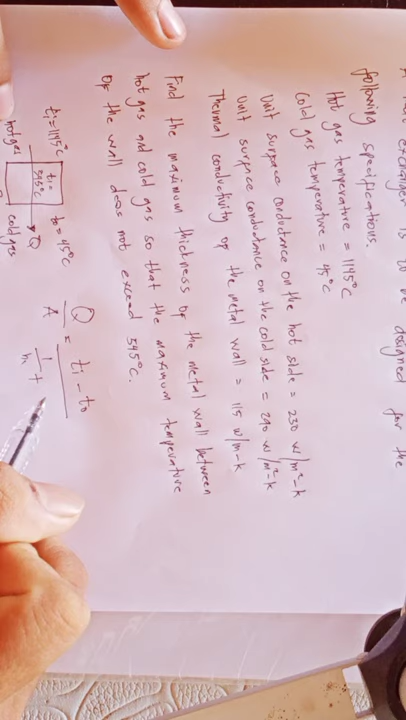 A heat exchanger is to be designed for the
following specifications.
Hot gas temperature = 1145°C
Cold gas temperature = 45°C
Unit surface conductance on the hot side = 230 w/m²-k
Unit surface conductance on the cold side = 290 w/m²-k
Thermal conductivity of the metal wall = 115 w/m-k
Find the maximum thickness of the metal wall between
hot gas and cold gas so that the maximum temperature
of the wall does not exceed 545°C.
ti=1145°C
t1=
545°C
to=45°C
Q
hot gas
cold gas
Q/A = ti - to
1/hi +